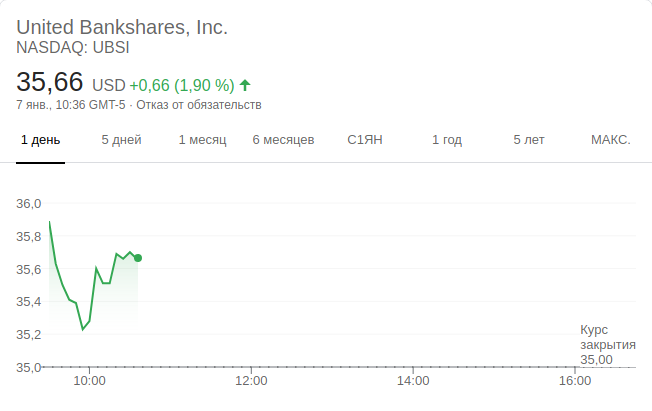 United Bankshares, Inc.
NASDAQ: UBSI
35,66 USD +0,66 (1,90 %)
7 янв., 10:36 GMT-5 · Отказ от обязательств
1 день 5 дней 1 месяц 6 месяцев С1ЯН 1 год 5 лет МАКС.
36,0
35,8
35,6
35,4
35,2
Курс
закрытия
35,00
35,0
10:00 12:00 14:00 16:00